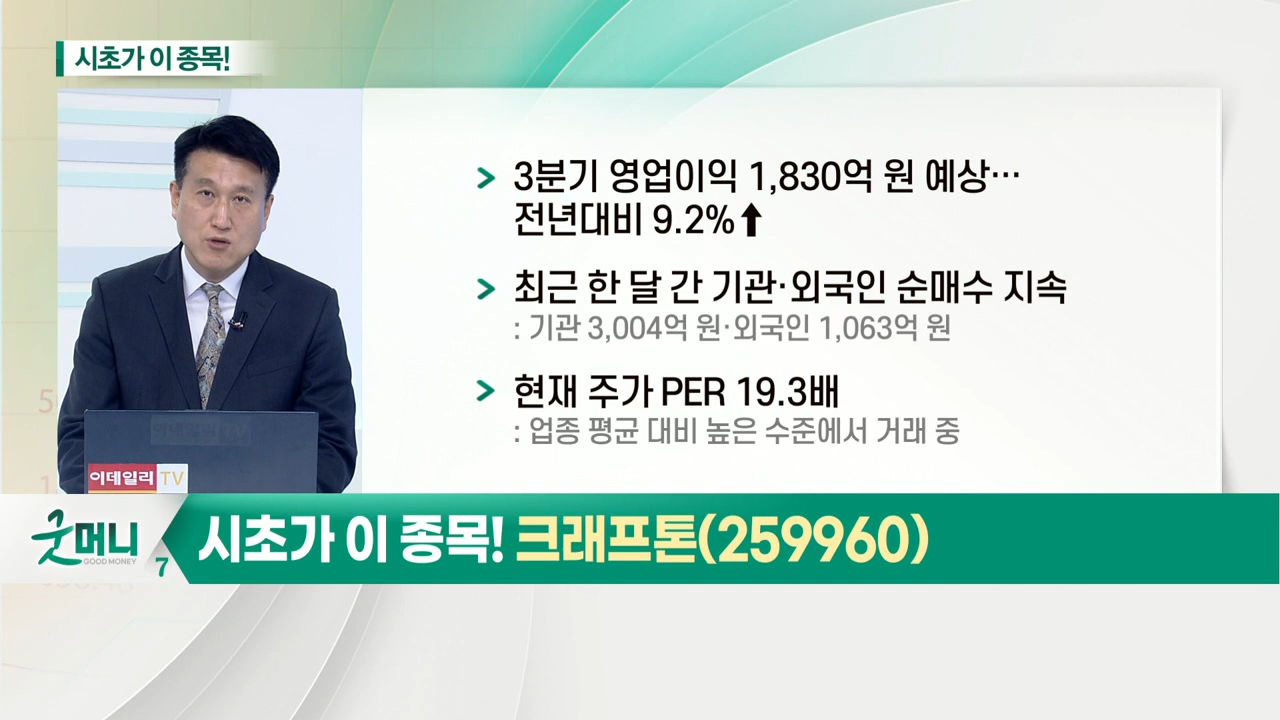 시초가 이 종목!
3분기 영업이익 1,830억 원 예상…
전년대비 9.2%⬆
최근 한 달 간 기관·외국인 순매수 지속
: 기관 3,004억 원·외국인 1,063억 원
현재 주가 PER 19.3배
: 업종 평균 대비 높은 수준에서 거래 중
이데일리 TV
굿머니
GOOD MONEY
7
시초가 이 종목! 크래프톤(259960)